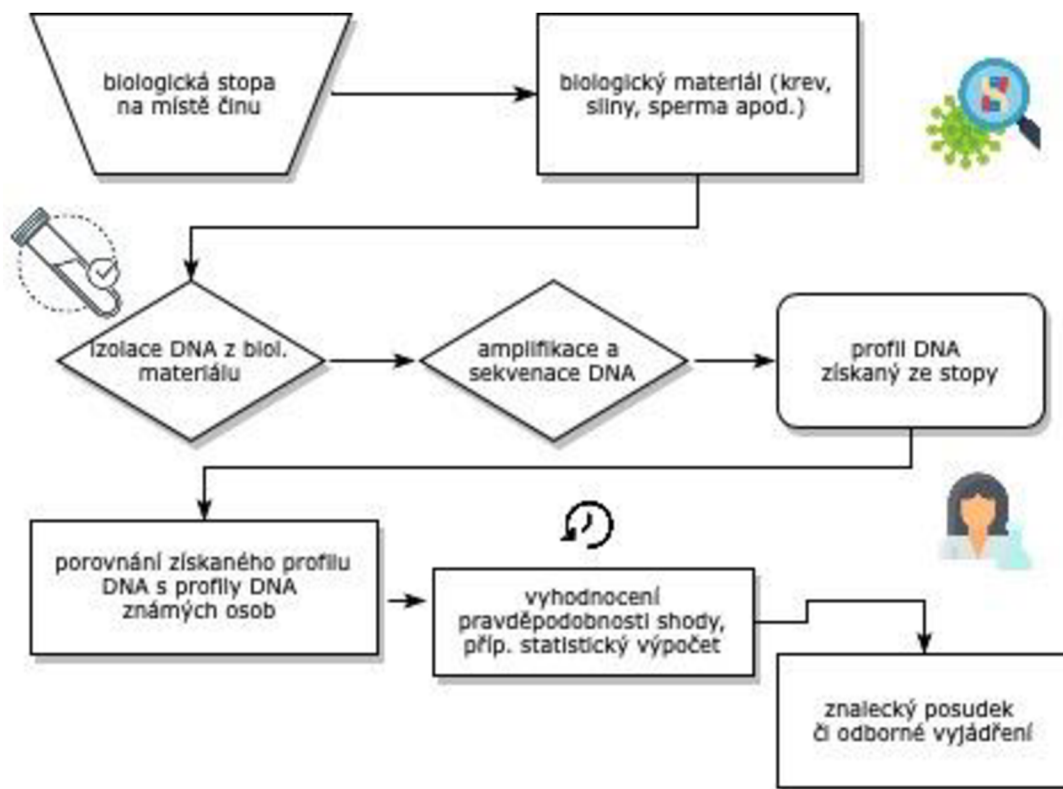 biologická stopa
na místě činu
biologický materiál (krev,
sliny, sperma apod.)
izolace DNA z biol.
materiálu
amplifikace a
sekvenace DNA
profil DNA
získaný ze stopy
porovnání získaného profilu
DNA s profily DNA
známých osob
vyhodnocení
pravděpodobnosti shody,
příp. statistický výpočet
znalecký posudek
či odborné vyjádření